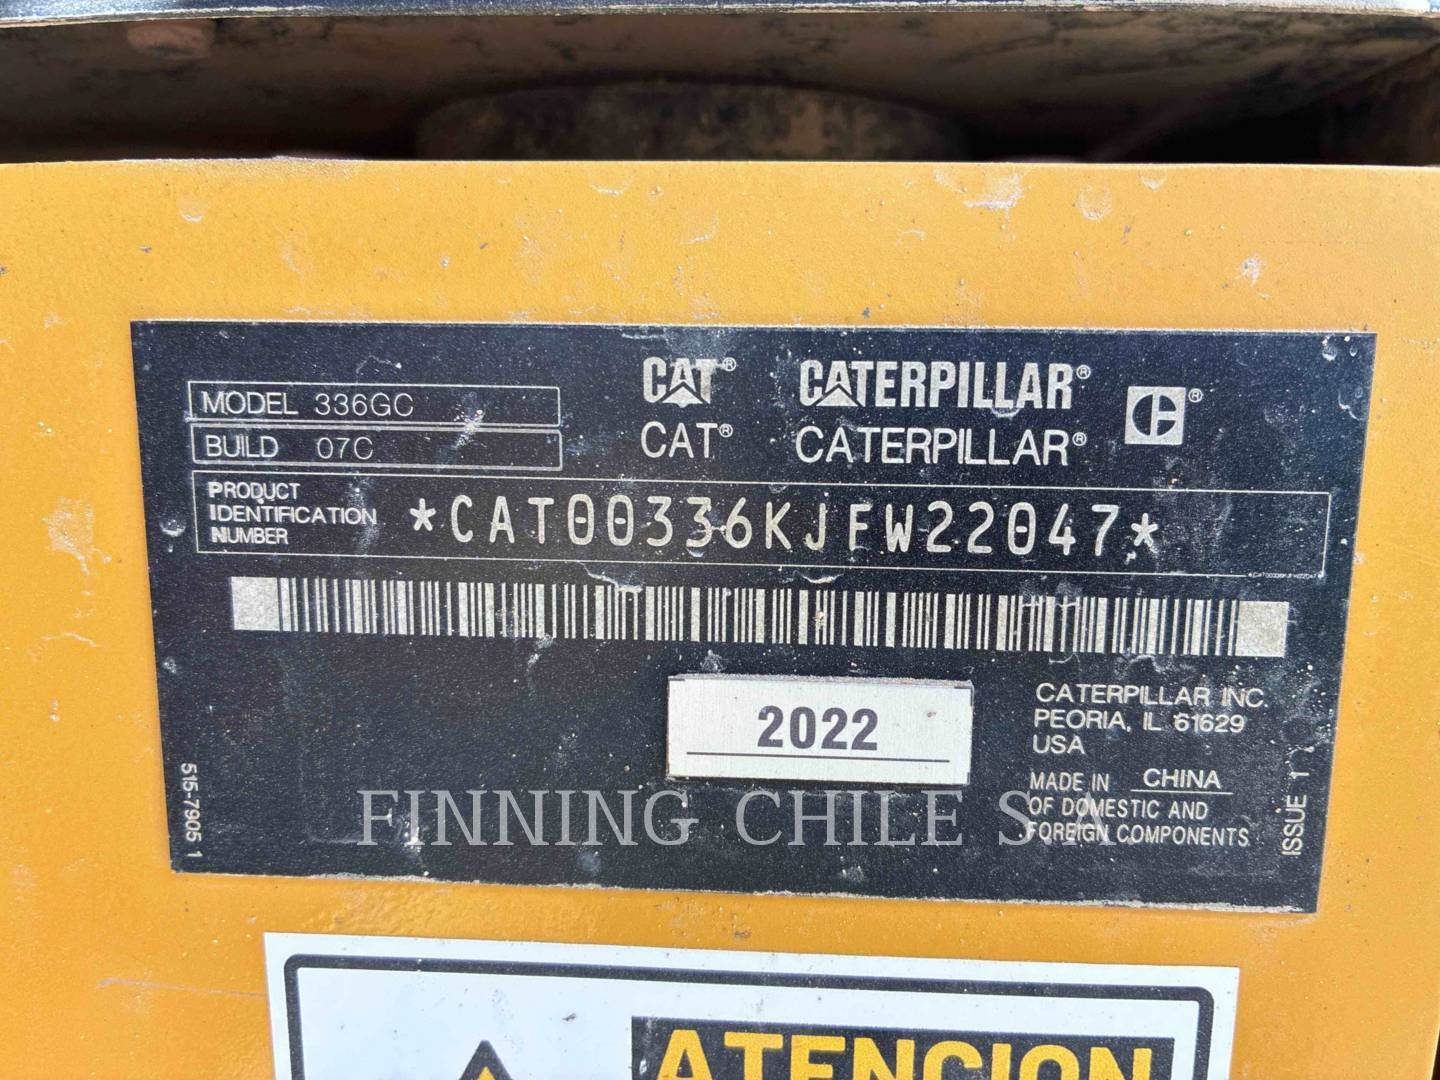 CAT® CATERPILLAR® C®
CAT® CATERPILLAR®
MODEL 336GC
BUILD 07C
PRODUCT
IDENTIFICATION
NUMBER
*CAT00336KJFW22047*
2022
CATERPILLAR INC.
PEORIA, IL 61629
USA
MADE IN CHINA
OF DOMESTIC AND
FOREIGN COMPONENTS
515-7905 1
ISSUE 1
FINNING CHILE S.A.
ATENCION